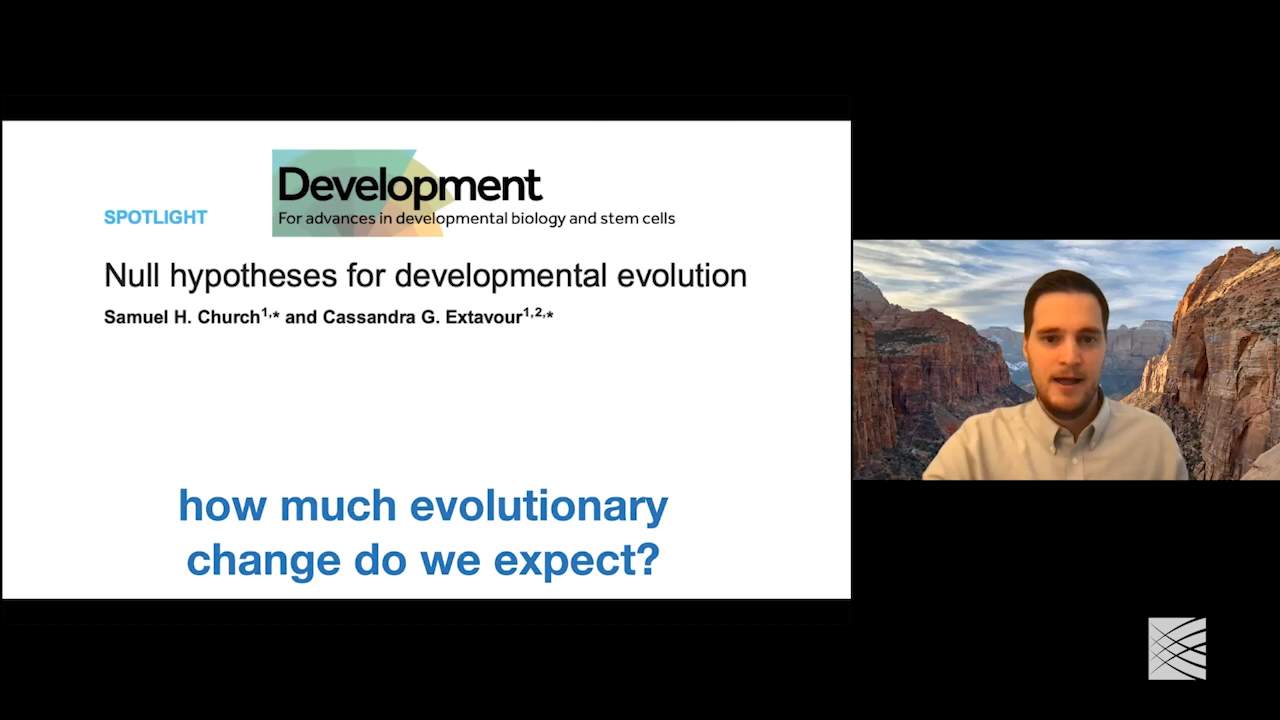 Development
For advances in developmental biology and stem cells
SPOTLIGHT
Null hypotheses for developmental evolution
Samuel H. Church1,* and Cassandra G. Extavour1,2,*
how much evolutionary
change do we expect?